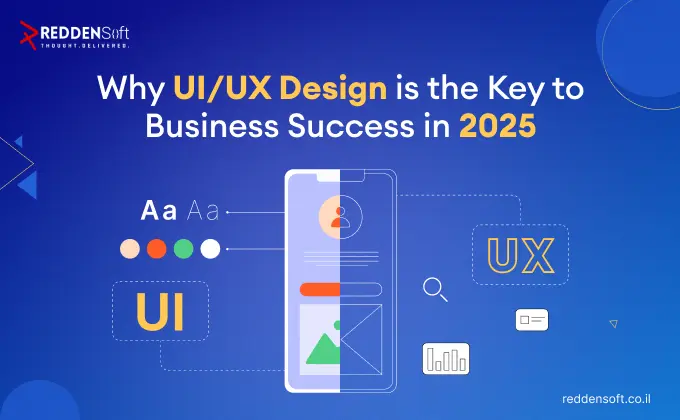 REDDENSoft
THOUGHT.DELIVERED.
Why UI/UX Design is the Key to
Business Success in 2025
Aa Aa
UI
UX
reddensoft.co.il